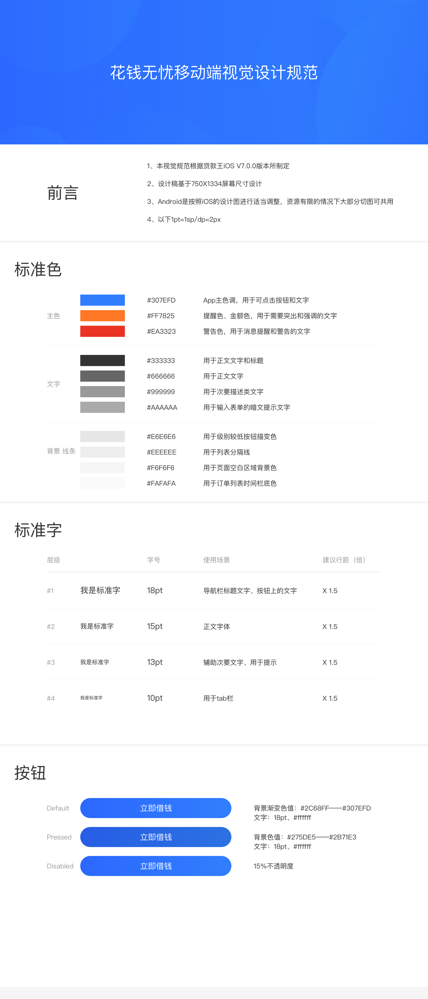 花钱无忧移动端视觉设计规范
前言
1、本视觉规范根据贷款王iOS V7.0.0版本所制定
2、设计稿基于750X1334屏幕尺寸设计
3、Android是按照iOS的设计图进行适当调整，资源有限的情况下大部分切图可共用
4、以下1pt=1sp/dp=2px
标准色
主色
#307EFD App主色调，用于可点击按钮和文字
#FF7825 提醒色、金额色，用于需要突出和强调的文字
#EA3323 警告色，用于消息提醒和警告的文字
文字
#333333 用于正文文字和标题
#666666 用于正文文字
#999999 用于次要描述类文字
#AAAAAA 用于输入表单的暗文提示文字
背景 线条
#E6E6E6 用于级别较低按钮描变色
#EEEEEE 用于列表分隔线
#F6F6F6 用于页面空白区域背景色
#FAFAFA 用于订单列表时间栏底色
标准字
层级 字号 使用场景 建议行距（倍）
#1 我是标准字 18pt 导航栏标题文字、按钮上的文字 X 1.5
#2 我是标准字 15pt 正文字体 X 1.5
#3 我是标准字 13pt 辅助次要文字、用于提示 X 1.5
#4 我是标准字 10pt 用于tab栏 X 1.5
按钮
Default 立即借钱 背景渐变色值：#2C68FF——#307EFD
文字：18pt、#ffffff
Pressed 立即借钱 背景色值：#275DE5——#2B71E3
文字：18pt、#ffffff
Disabled 立即借钱 15%不透明度